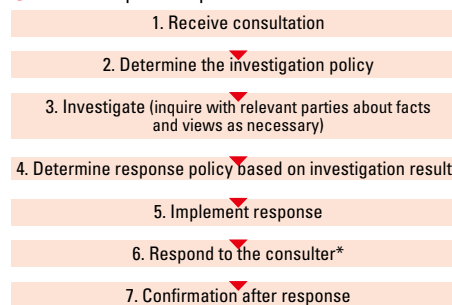 1. Receive consultation
2. Determine the investigation policy
3. Investigate (inquire with relevant parties about facts
and views as necessary)
4. Determine response policy based on investigation result
5. Implement response
6. Respond to the consulter*
7. Confirmation after response